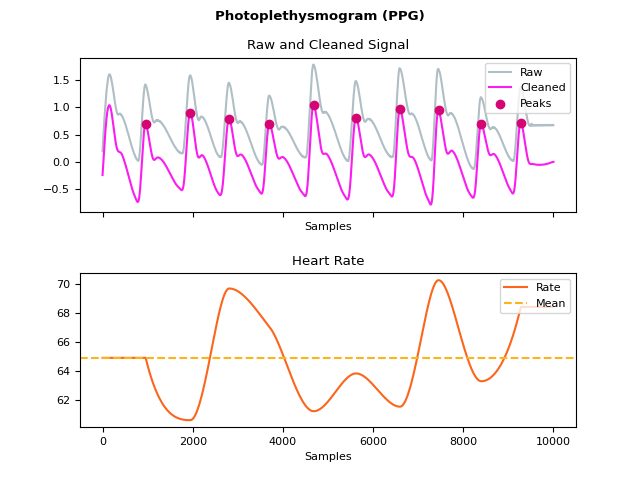 Photoplethysmogram (PPG)
Raw and Cleaned Signal
1.5
1.0
0.5
0.0
−0.5
Raw
Cleaned
Peaks
Samples
Heart Rate
70
68
66
64
62
Rate
Mean
0
2000
4000
6000
8000
10000
Samples